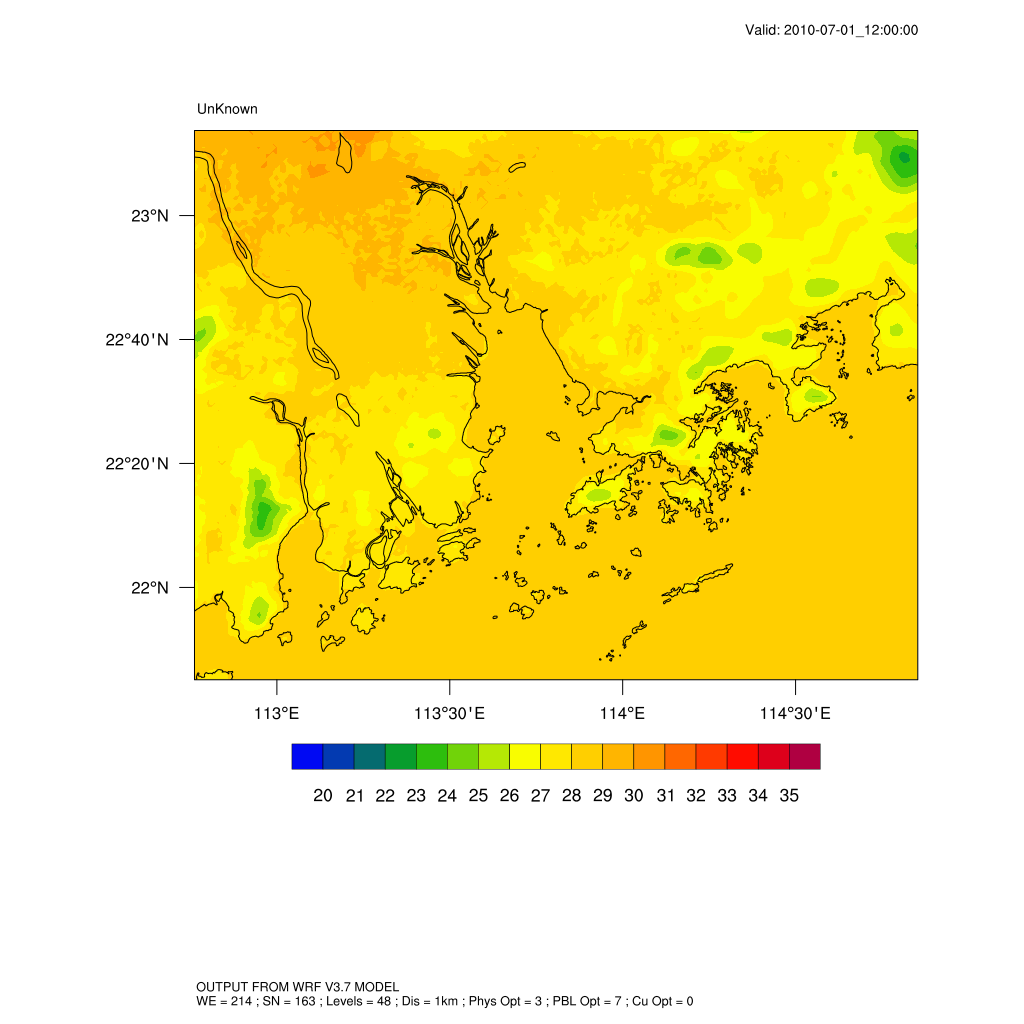 Valid: 2010-07-01_12:00:00
UnKnown
23°N
22°40'N
22°20'N
22°N
113°E 113°30'E 114°E 114°30'E
20 21 22 23 24 25 26 27 28 29 30 31 32 33 34 35
OUTPUT FROM WRF V3.7 MODEL
WE = 214 ; SN = 163 ; Levels = 48 ; Dis = 1km ; Phys Opt = 3 ; PBL Opt = 7 ; Cu Opt = 0